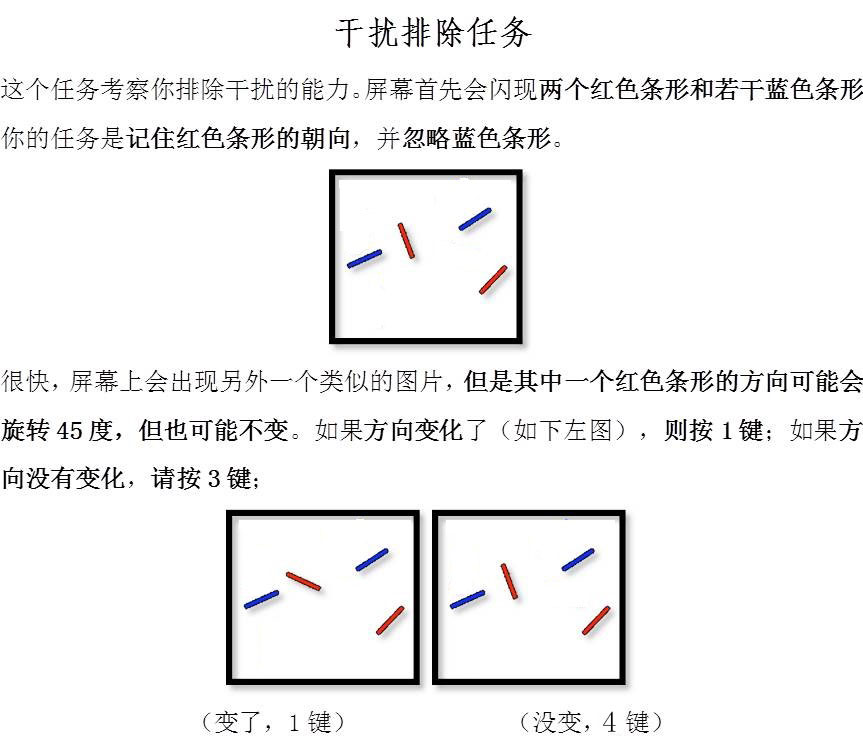 干扰排除任务
这个任务考察你排除干扰的能力。屏幕首先会闪现两个红色条形和若干蓝色条形
你的任务是记住红色条形的朝向，并忽略蓝色条形。
很快，屏幕上会出现另外一个类似的图片，但是其中一个红色条形的方向可能会
旋转 45 度，但也可能不变。如果方向变化了（如下左图），则按 1 键；如果方
向没有变化，请按 3 键；
（变了，1 键） （没变，4 键）